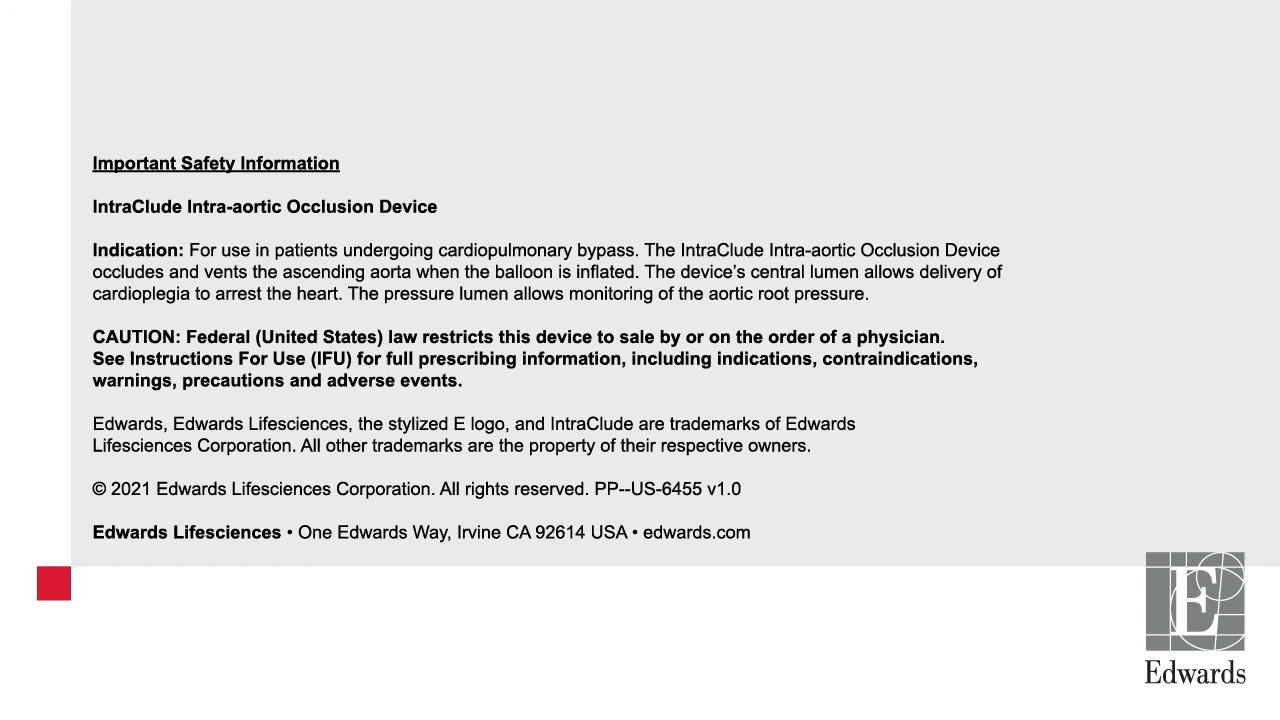 Important Safety Information
IntraClude Intra-aortic Occlusion Device
Indication: For use in patients undergoing cardiopulmonary bypass. The IntraClude Intra-aortic Occlusion Device
occludes and vents the ascending aorta when the balloon is inflated. The device’s central lumen allows delivery of
cardioplegia to arrest the heart. The pressure lumen allows monitoring of the aortic root pressure.
CAUTION: Federal (United States) law restricts this device to sale by or on the order of a physician.
See Instructions For Use (IFU) for full prescribing information, including indications, contraindications,
warnings, precautions and adverse events.
Edwards, Edwards Lifesciences, the stylized E logo, and IntraClude are trademarks of Edwards
Lifesciences Corporation. All other trademarks are the property of their respective owners.
© 2021 Edwards Lifesciences Corporation. All rights reserved. PP--US-6455 v1.0
Edwards Lifesciences • One Edwards Way, Irvine CA 92614 USA • edwards.com
E
Edwards